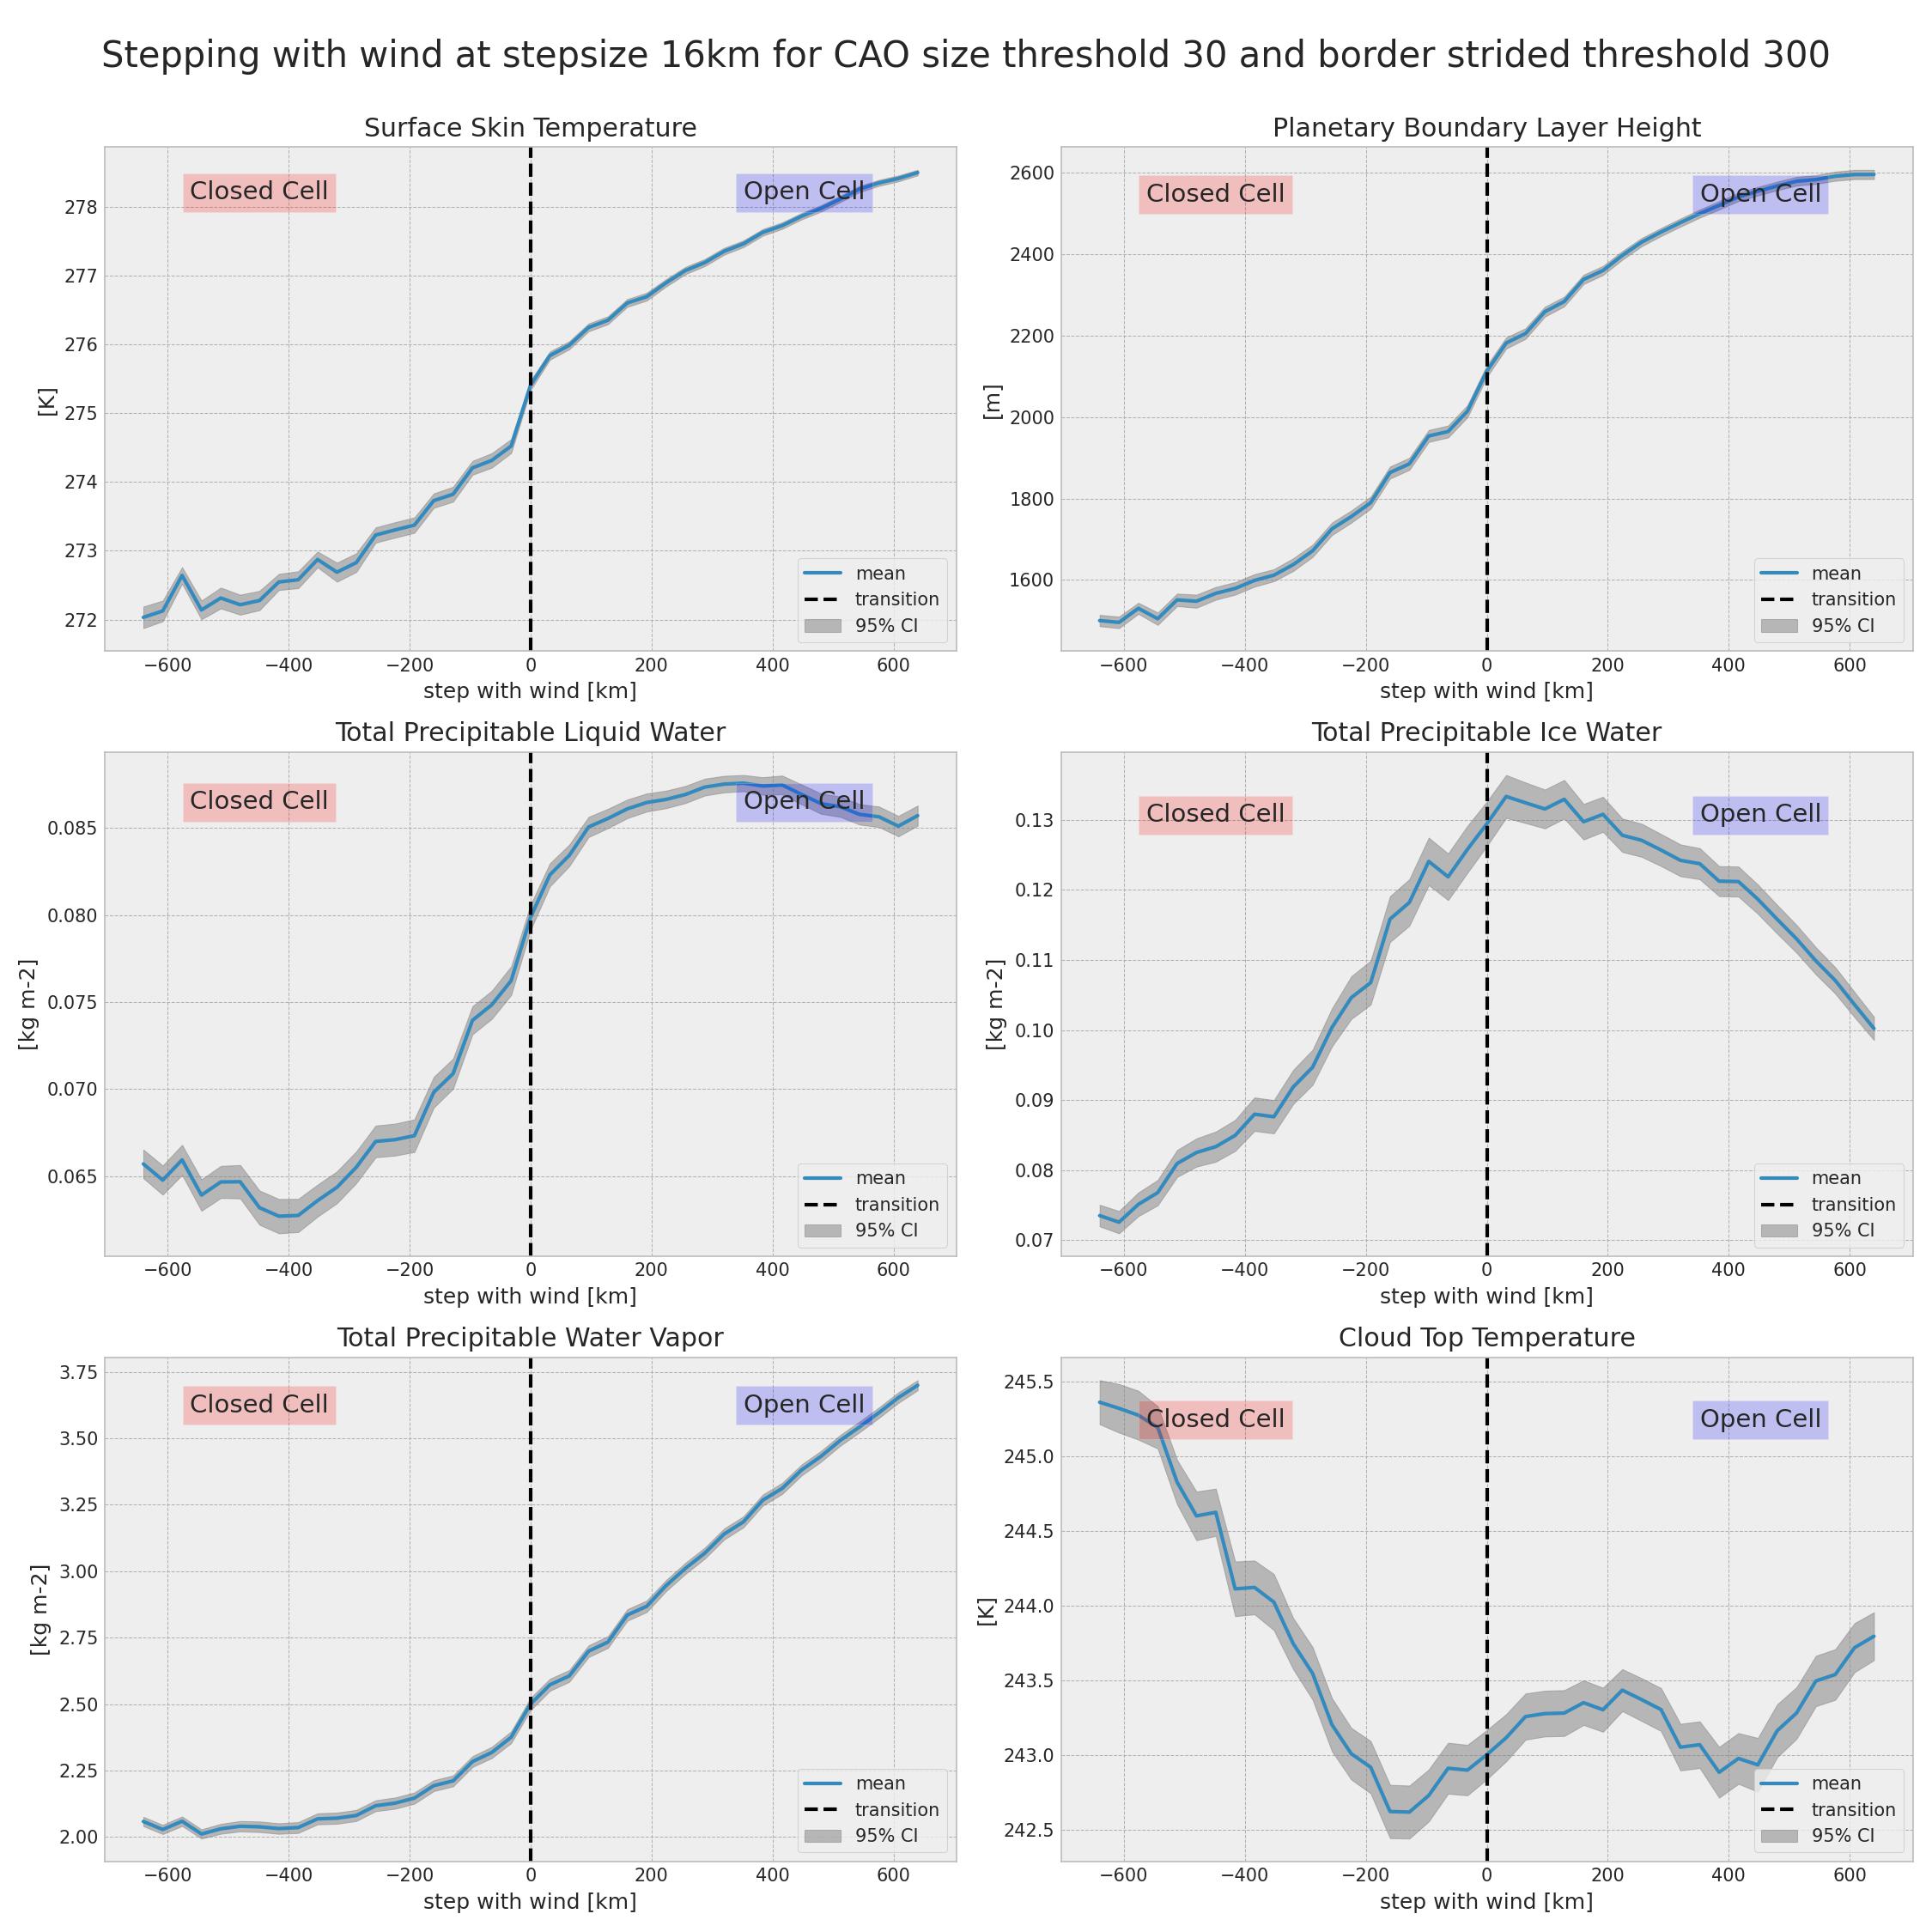 Stepping with wind at stepsize 16km for CAO size threshold 30 and border strided threshold 300
Surface Skin Temperature
Closed Cell
Open Cell
278
277
276
275
274
273
272
[K]
mean
transition
95% CI
−600 −400 −200 0 200 400 600
step with wind [km]
Planetary Boundary Layer Height
Closed Cell
Open Cell
2600
2400
2200
2000
1800
1600
[m]
mean
transition
95% CI
−600 −400 −200 0 200 400 600
step with wind [km]
Total Precipitable Liquid Water
Closed Cell
Open Cell
0.085
0.080
0.075
0.070
0.065
[kg m-2]
mean
transition
95% CI
−600 −400 −200 0 200 400 600
step with wind [km]
Total Precipitable Ice Water
Closed Cell
Open Cell
0.13
0.12
0.11
0.10
0.09
0.08
0.07
[kg m-2]
mean
transition
95% CI
−600 −400 −200 0 200 400 600
step with wind [km]
Total Precipitable Water Vapor
Closed Cell
Open Cell
3.75
3.50
3.25
3.00
2.75
2.50
2.25
2.00
[kg m-2]
mean
transition
95% CI
−600 −400 −200 0 200 400 600
step with wind [km]
Cloud Top Temperature
Closed Cell
Open Cell
245.5
245.0
244.5
244.0
243.5
243.0
242.5
[K]
mean
transition
95% CI
−600 −400 −200 0 200 400 600
step with wind [km]